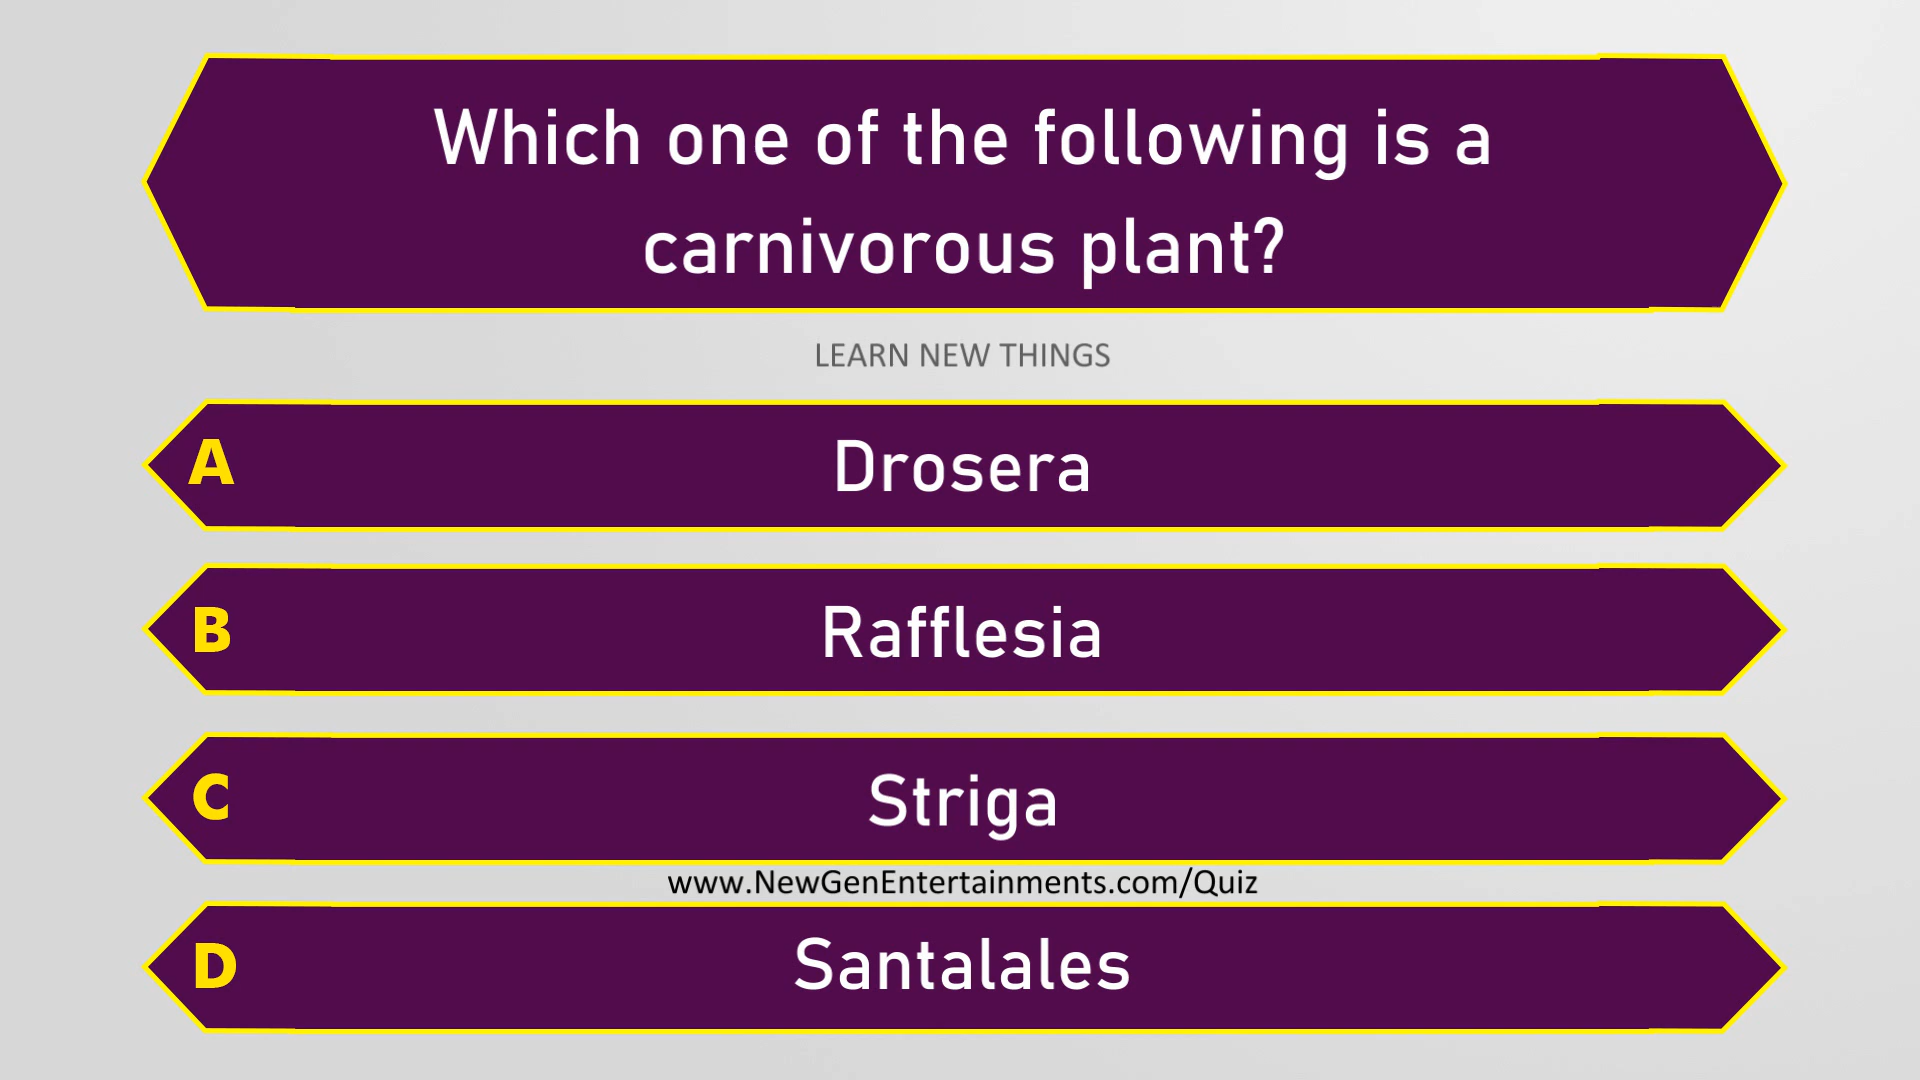 Which one of the following is a
carnivorous plant?
LEARN NEW THINGS
A Drosera
B Rafflesia
C Striga
www.NewGenEntertainments.com/Quiz
D Santalales